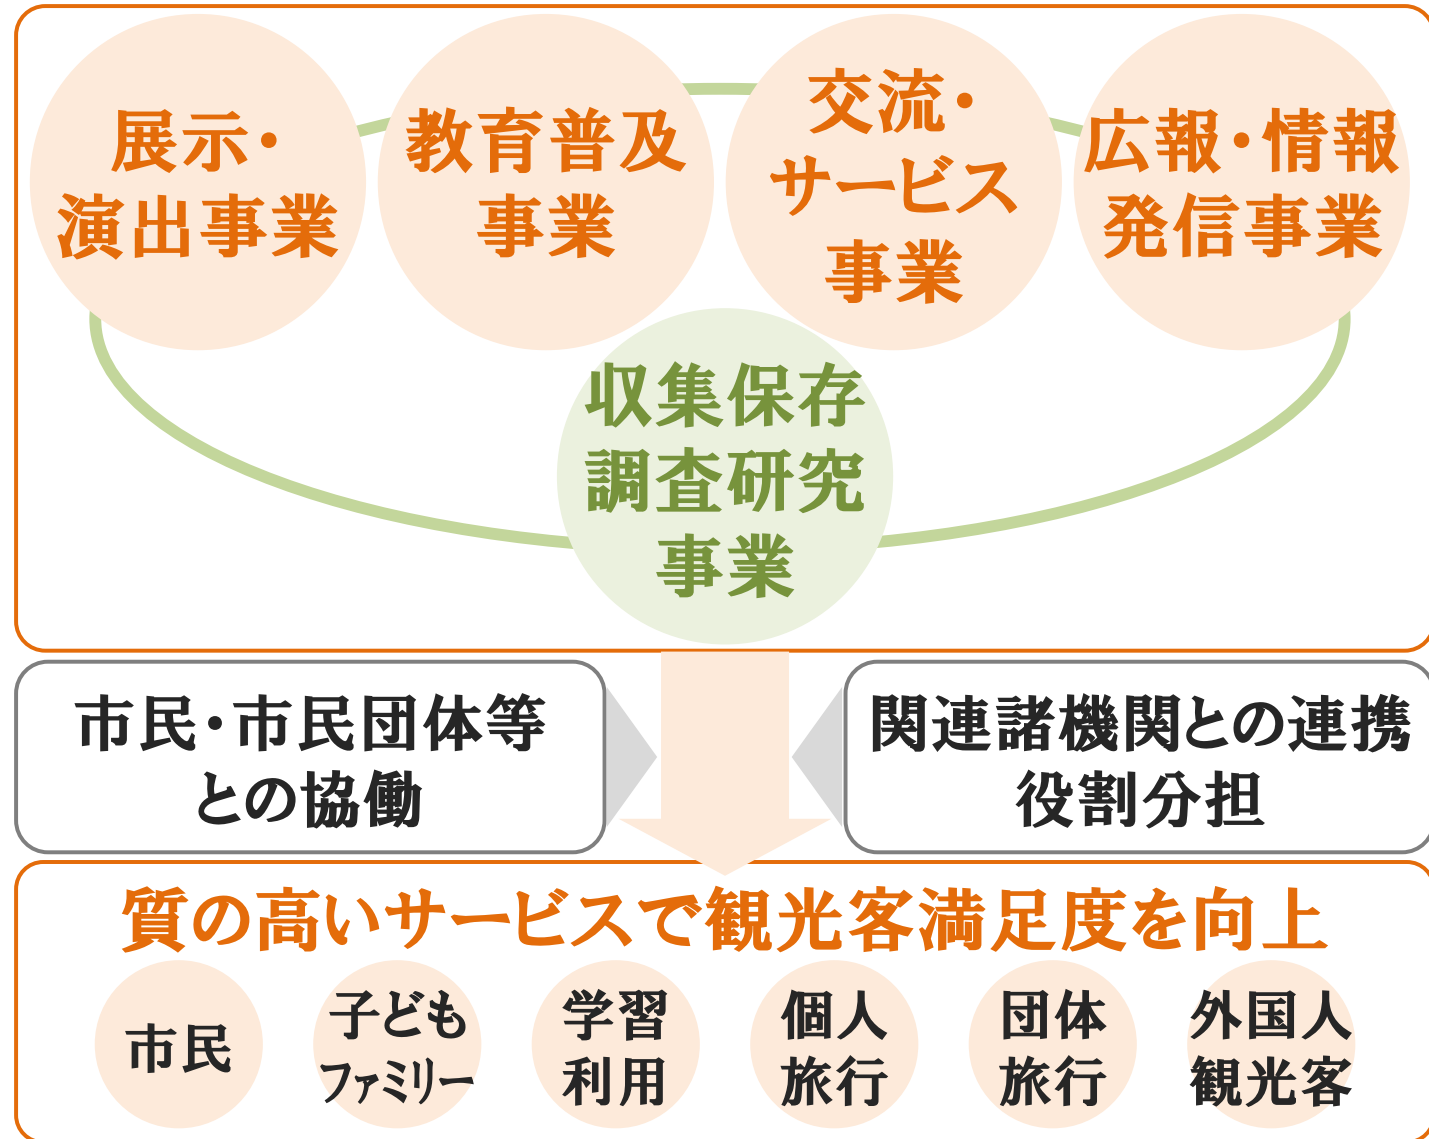 展示・
演出事業
教育普及
事業
交流・
サービス
事業
広報・情報
発信事業
収集保存
調査研究
事業
市民・市民団体等
との協働
関連諸機関との連携
役割分担
質の高いサービスで観光客満足度を向上
市民
子ども
ファミリー
学習
利用
個人
旅行
団体
旅行
外国人
観光客